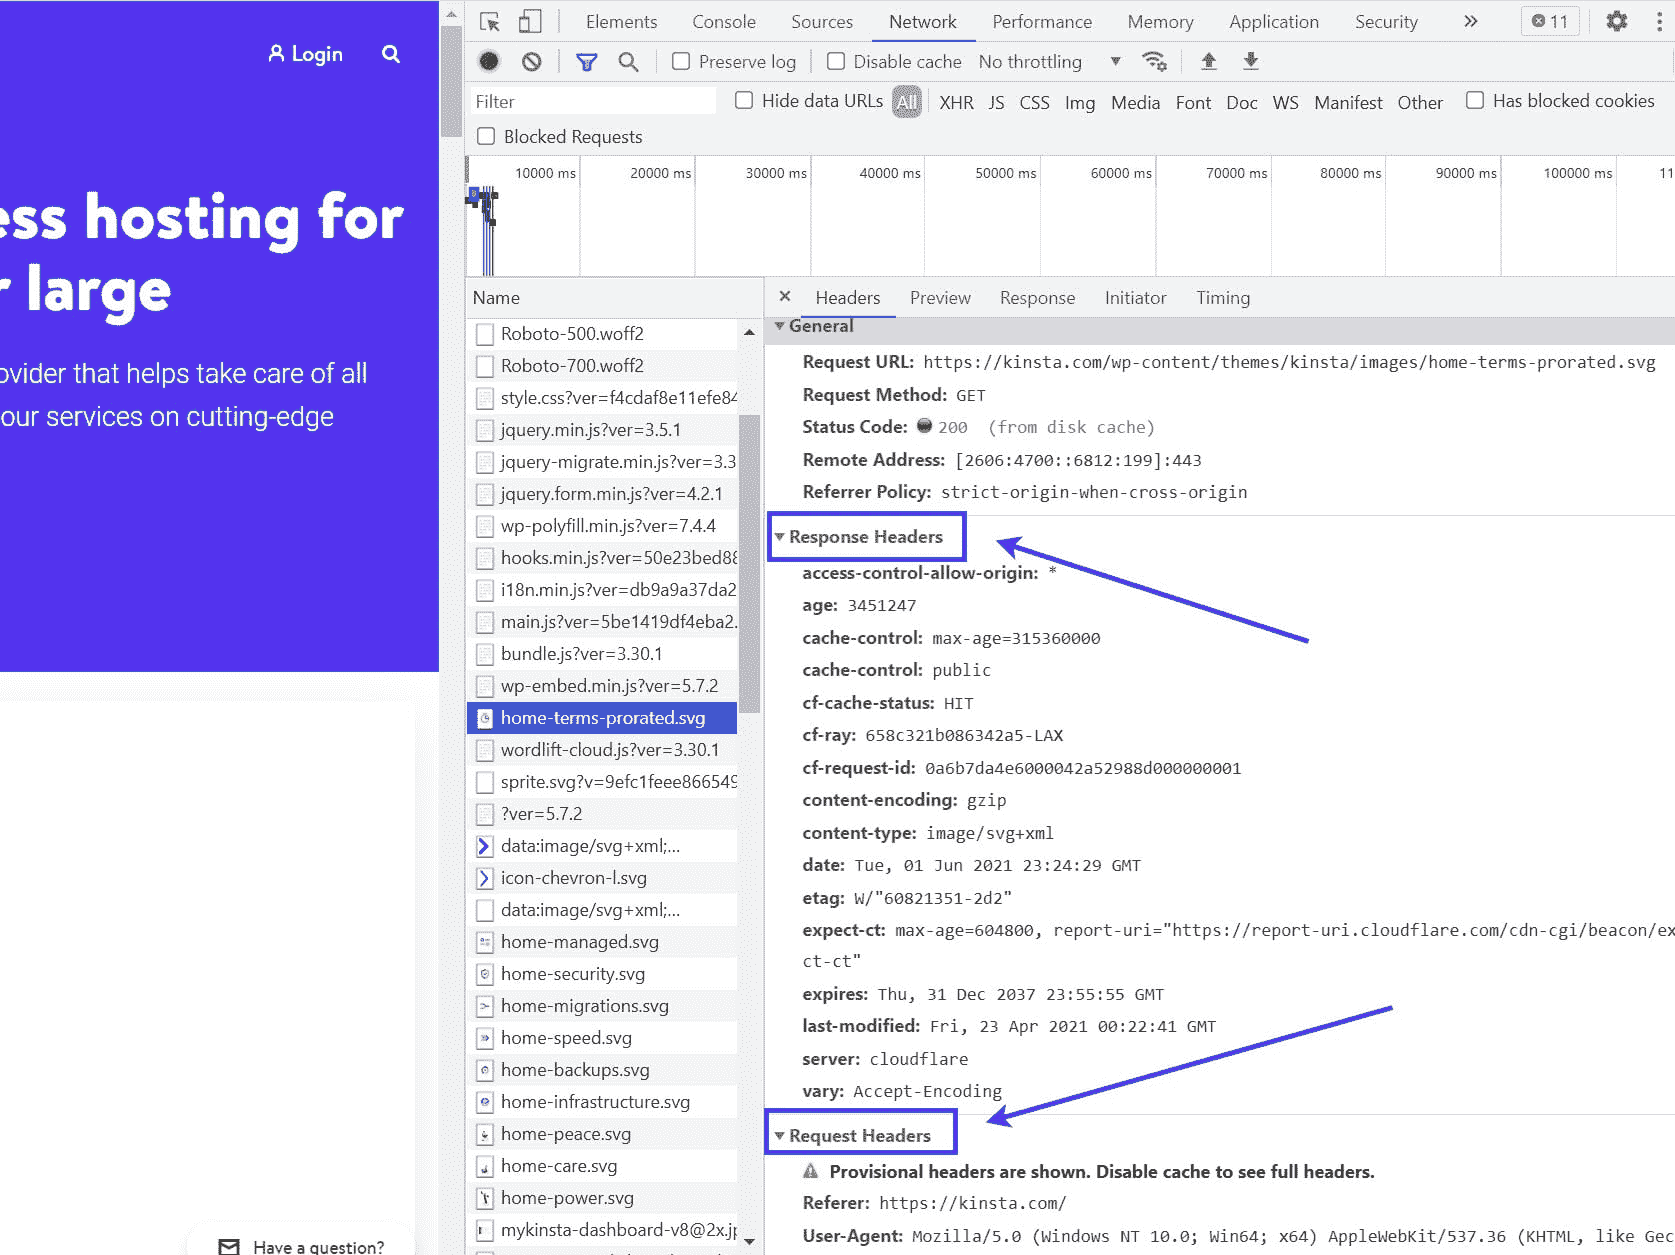 Login
ess hosting for
r large
ovider that helps take care of all
our services on cutting-edge
Have a question?
Elements Console Sources Network Performance Memory Application Security » 11
Preserve log Disable cache No throttling
Filter Hide data URLs All XHR JS CSS Img Media Font Doc WS Manifest Other Has blocked cookies
Blocked Requests
10000 ms 20000 ms 30000 ms 40000 ms 50000 ms 60000 ms 70000 ms 80000 ms 90000 ms 100000 ms 11
Name
Roboto-500.woff2
Roboto-700.woff2
style.css?ver=f4cdaf8e11efe84
jquery.min.js?ver=3.5.1
jquery-migrate.min.js?ver=3.3
jquery.form.min.js?ver=4.2.1
wp-polyfill.min.js?ver=7.4.4
hooks.min.js?ver=50e23bed88
i18n.min.js?ver=db9a9a37da2
main.js?ver=5be1419df4eba2.
bundle.js?ver=3.30.1
wp-embed.min.js?ver=5.7.2
home-terms-prorated.svg
wordlift-cloud.js?ver=3.30.1
sprite.svg?v=9efc1feee866549
?ver=5.7.2
data:image/svg+xml;...
icon-chevron-l.svg
data:image/svg+xml;...
home-managed.svg
home-security.svg
home-migrations.svg
home-speed.svg
home-backups.svg
home-infrastructure.svg
home-peace.svg
home-care.svg
home-power.svg
mykinsta-dashboard-v8@2x.jp
× Headers Preview Response Initiator Timing
General
Request URL: https://kinsta.com/wp-content/themes/kinsta/images/home-terms-prorated.svg
Request Method: GET
Status Code: 200 (from disk cache)
Remote Address: [2606:4700::6812:199]:443
Referrer Policy: strict-origin-when-cross-origin
Response Headers
access-control-allow-origin: *
age: 3451247
cache-control: max-age=315360000
cache-control: public
cf-cache-status: HIT
cf-ray: 658c321b086342a5-LAX
cf-request-id: 0a6b7da4e6000042a52988d000000001
content-encoding: gzip
content-type: image/svg+xml
date: Tue, 01 Jun 2021 23:24:29 GMT
etag: W/"60821351-2d2"
expect-ct: max-age=604800, report-uri="https://report-uri.cloudflare.com/cdn-cgi/beacon/ex
ct-ct"
expires: Thu, 31 Dec 2037 23:55:55 GMT
last-modified: Fri, 23 Apr 2021 00:22:41 GMT
server: cloudflare
vary: Accept-Encoding
Request Headers
Provisional headers are shown. Disable cache to see full headers.
Referer: https://kinsta.com/
User-Agent: Mozilla/5.0 (Windows NT 10.0; Win64; x64) AppleWebKit/537.36 (KHTML, like Gec